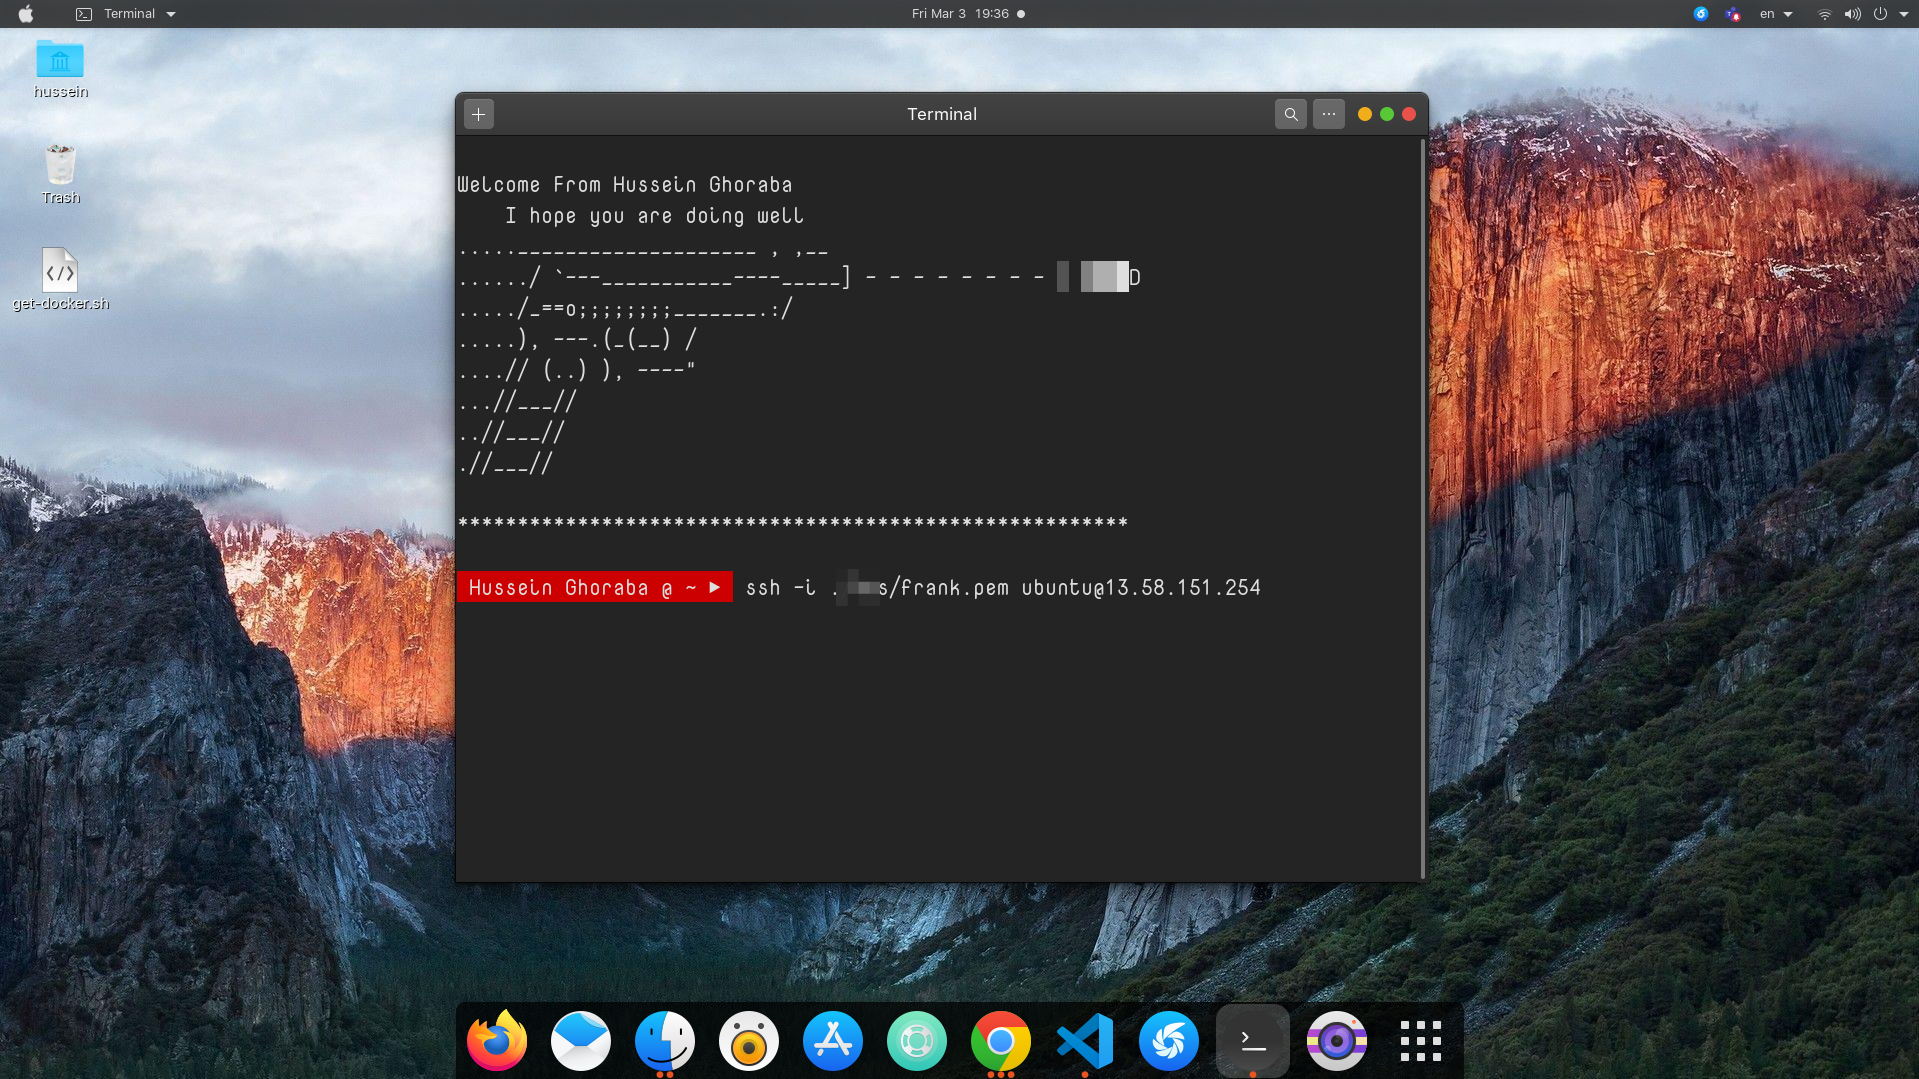 Terminal
Fri Mar 3 19:36
en
hussein
Trash
get-docker.sh
Terminal
Welcome From Hussein Ghoraba
I hope you are doing well
.....____________________ , ,__
....../ `---___________----_____] - - - - - - - - D
...../_==o;;;;;;;;_______.:/
.....), ---.(_(__) /
....// (..) ), ----"
...//___//
..//___//
.//___//
********************************************************
Hussein Ghoraba @ ~ ► ssh -i . s/frank.pem ubuntu@13.58.151.254